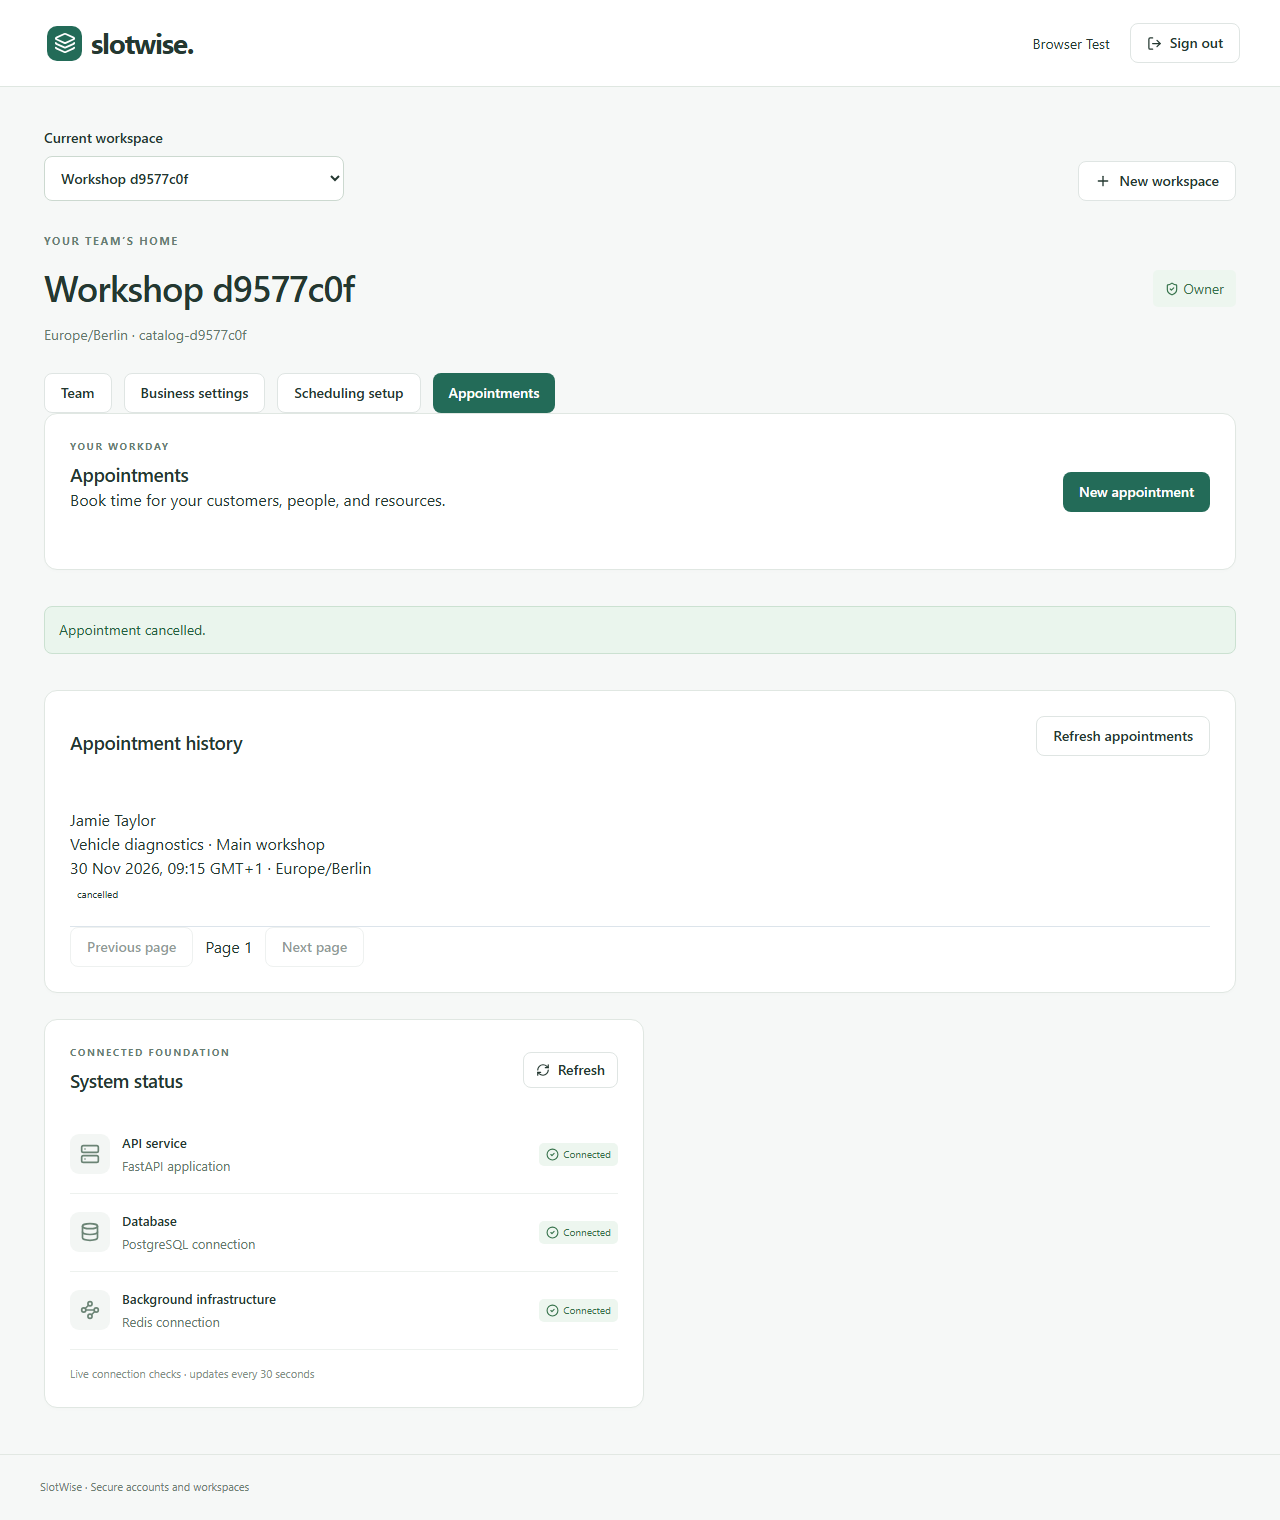 slotwise.
Browser Test
Sign out
Current workspace
Workshop d9577c0f
New workspace
YOUR TEAM'S HOME
Workshop d9577c0f
Owner
Europe/Berlin · catalog-d9577c0f
Team
Business settings
Scheduling setup
Appointments
YOUR WORKDAY
Appointments
Book time for your customers, people, and resources.
New appointment
Appointment cancelled.
Appointment history
Refresh appointments
Jamie Taylor
Vehicle diagnostics · Main workshop
30 Nov 2026, 09:15 GMT+1 · Europe/Berlin
cancelled
Previous page
Page 1
Next page
CONNECTED FOUNDATION
System status
Refresh
API service
FastAPI application
Connected
Database
PostgreSQL connection
Connected
Background infrastructure
Redis connection
Connected
Live connection checks · updates every 30 seconds
SlotWise · Secure accounts and workspaces